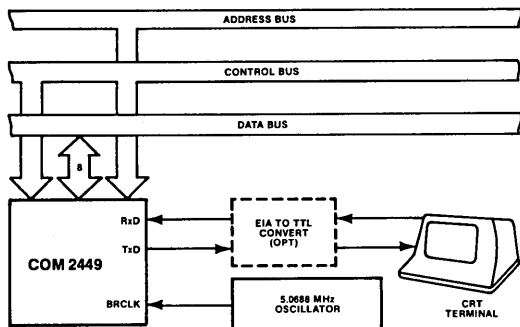 ADDRESS BUS
CONTROL BUS
DATA BUS
8
RxD
TxD
COM 2449
BRCLK
EIA TO TTL
CONVERT
(OPT)
5.0688 MHz
OSCILLATOR
CRT
TERMINAL